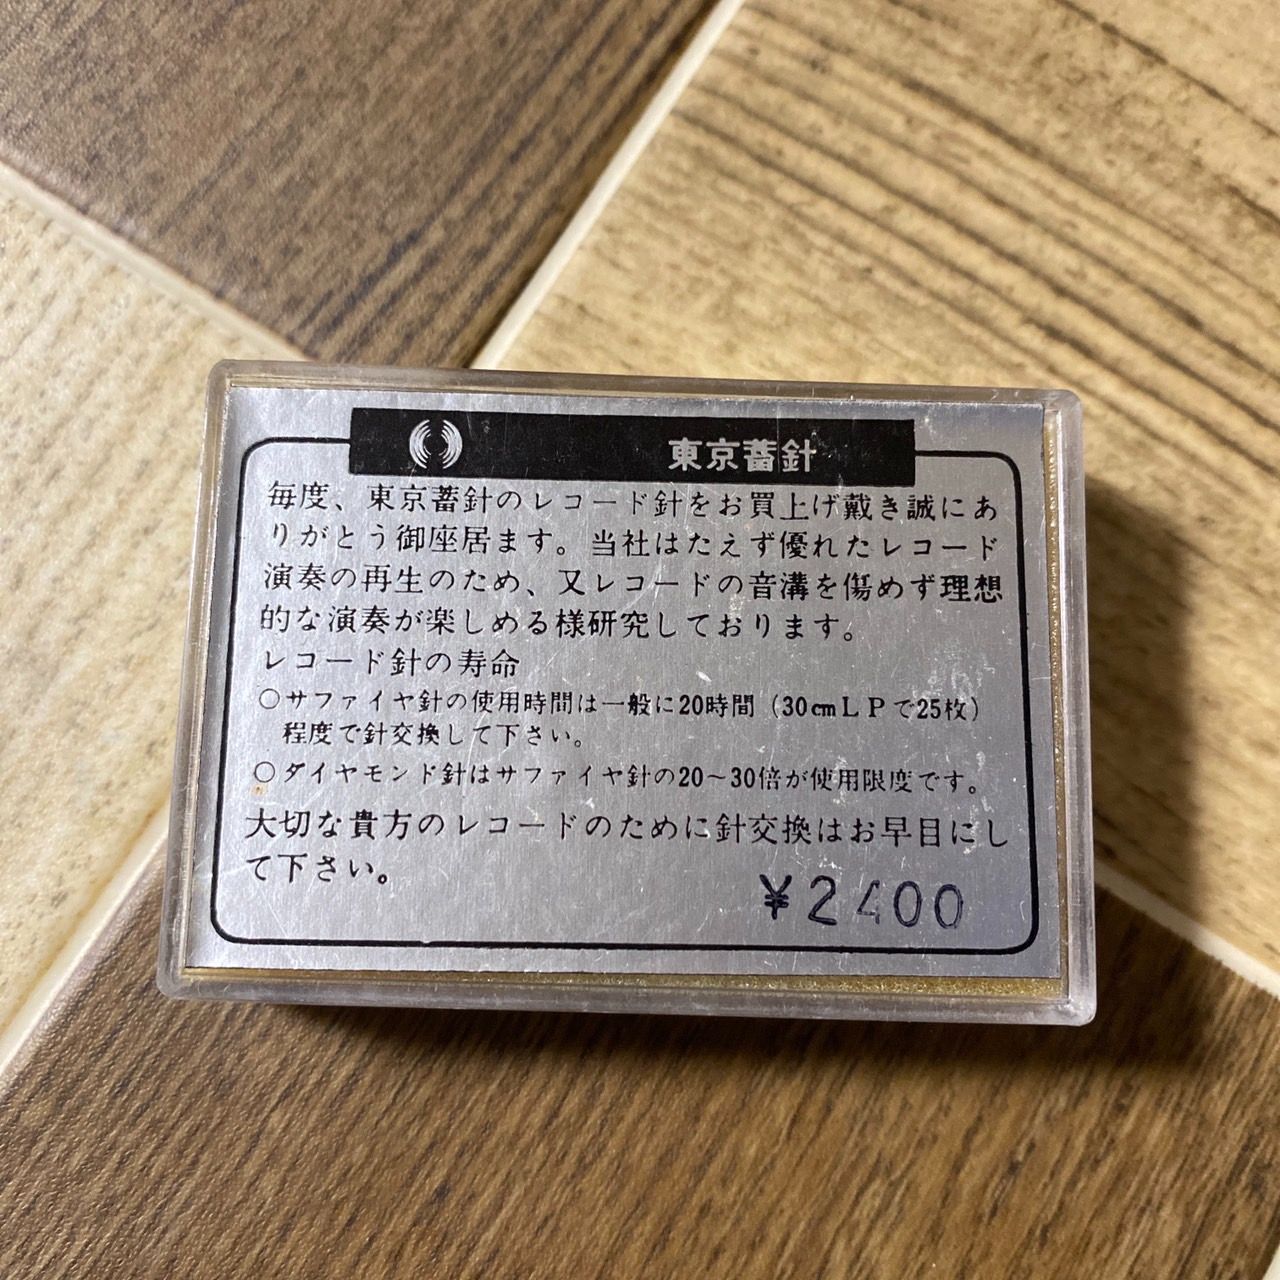 東京蓄針
毎度、東京蓄針のレコード針をお買上げ戴き誠にあ
りがとう御座居ます。当社はたえず優れたレコード
演奏の再生のため、又レコードの音溝を傷めず理想
的な演奏が楽しめる様研究しております。
レコード針の寿命
○サファイヤ針の使用時間は一般に20時間（30㎝ＬＰで25枚）
程度で針交換して下さい。
○ダイヤモンド針はサファイヤ針の20～30倍が使用限度です。
大切な貴方のレコードのために針交換はお早目にし
て下さい。
¥2400